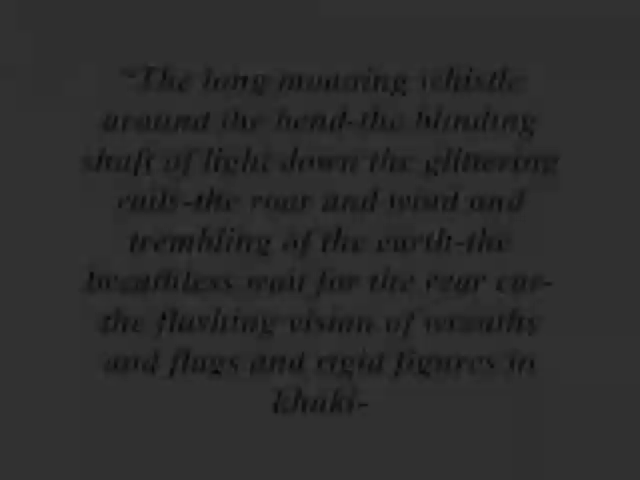 "The long mourning whistle
around the bend-the blinding
shaft of light down the glittering
rails-the roar and wind and
trembling of the earth-the
breathless wait for the rear car-
the flashing vision of wreaths
and flags and rigid figures in
khaki-